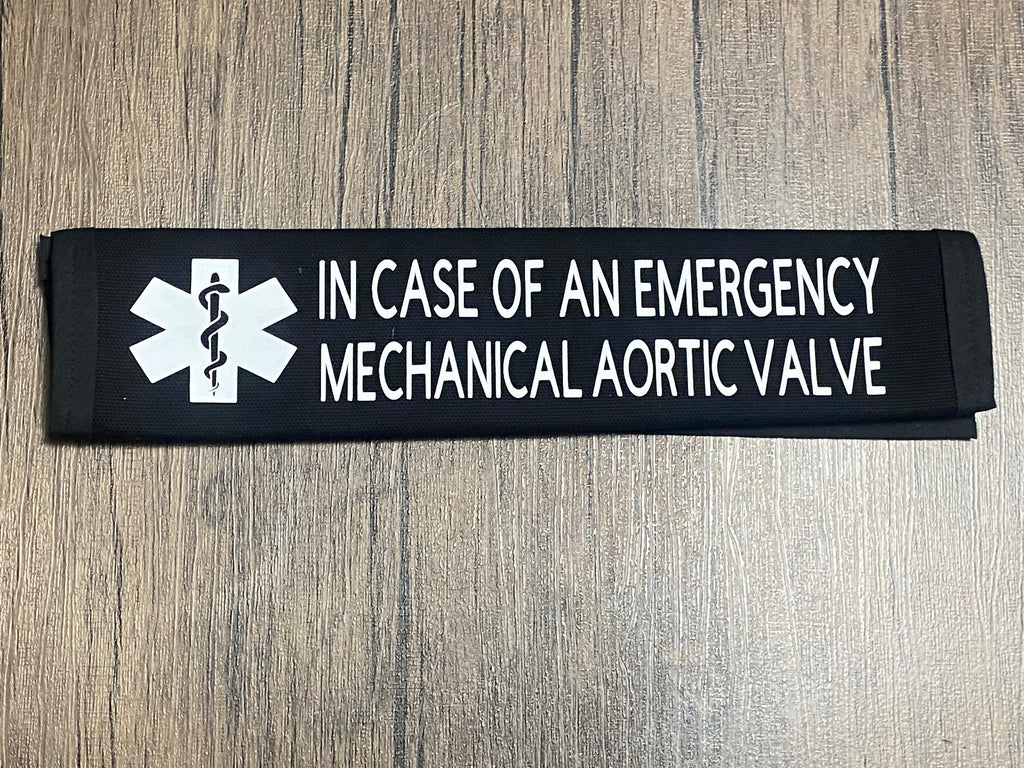 IN CASE OF AN EMERGENCY
MECHANICAL AORTIC VALVE